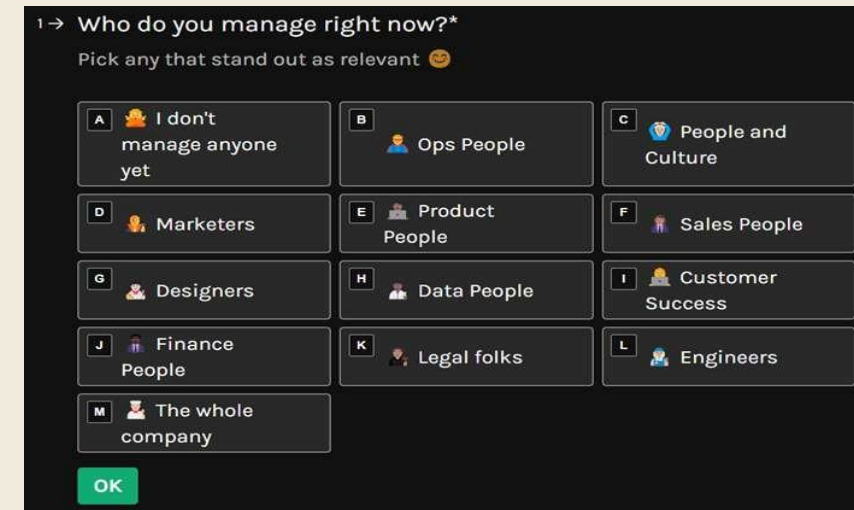 1→ Who do you manage right now?*
Pick any that stand out as relevant 😊
A 🤷 I don't
manage anyone
yet
B
Ops People
C
People and
Culture
D
Marketers
E Product
People
F
Sales People
G
Designers
H
Data People
I Customer
Success
J Finance
People
K
Legal folks
L
Engineers
M The whole
company
OK